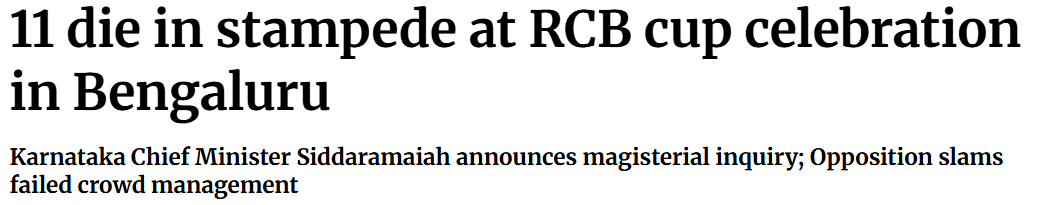 11 die in stampede at RCB cup celebration
in Bengaluru
Karnataka Chief Minister Siddaramaiah announces magisterial inquiry; Opposition slams
failed crowd management